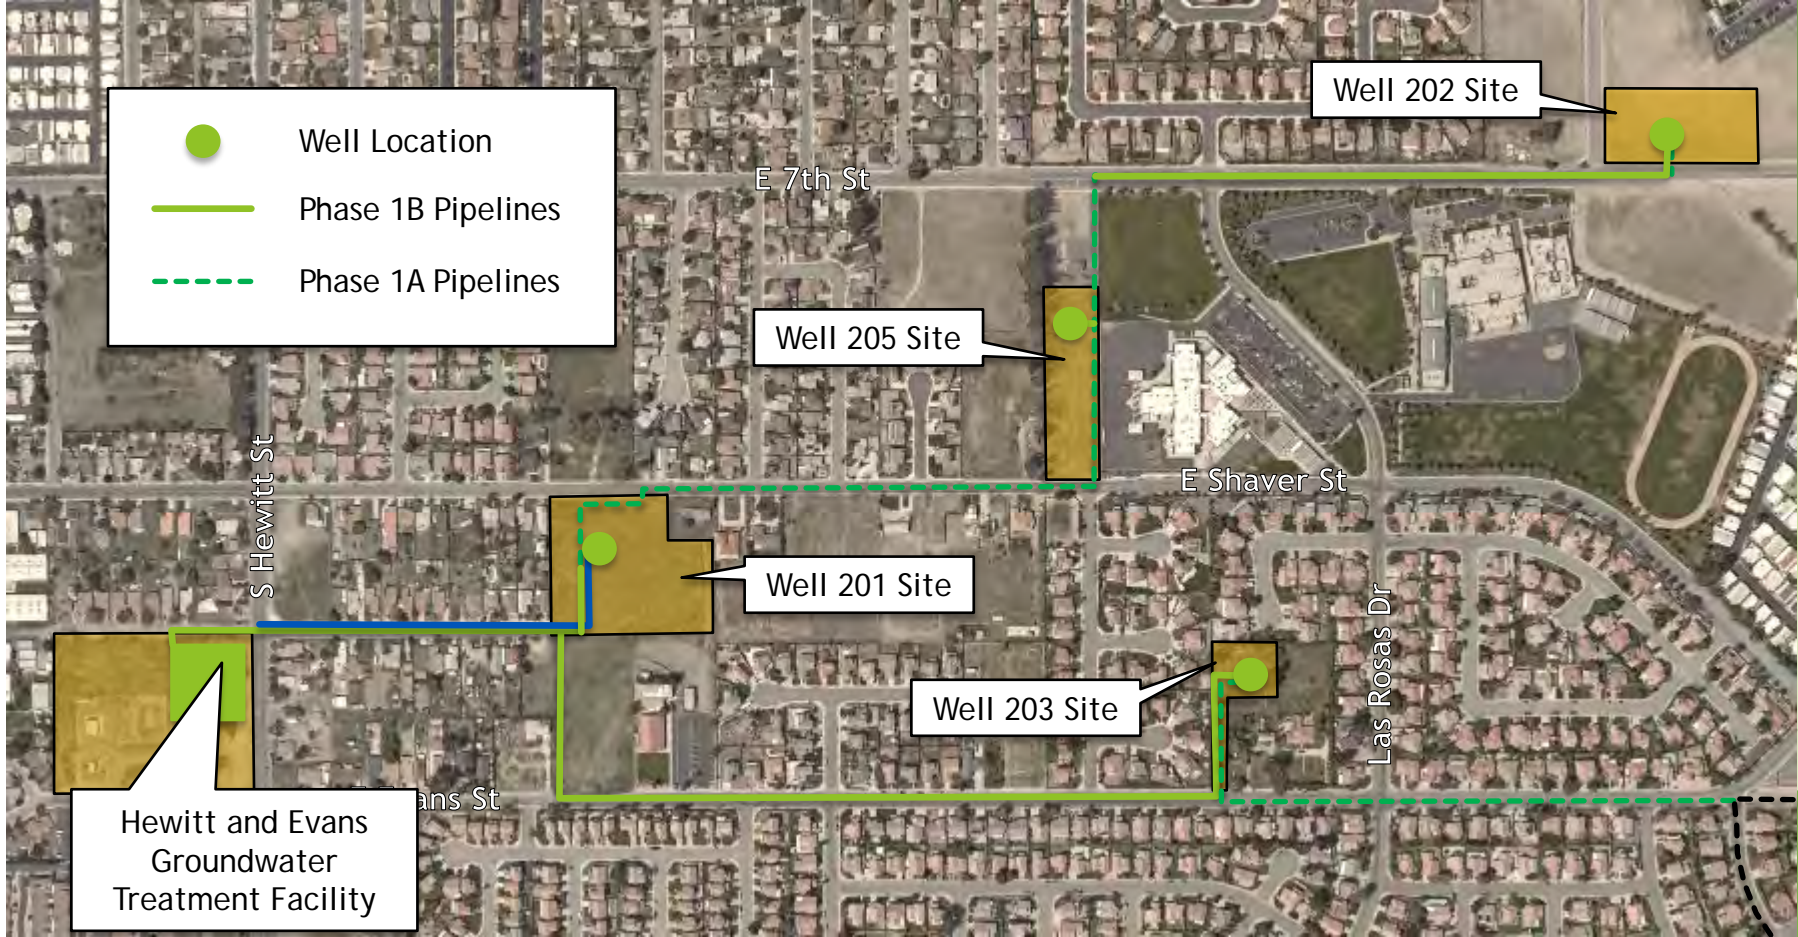 Well 202 Site
Well Location
E 7th St
Phase 1B Pipelines
Phase 1A Pipelines
Well 205 Site
E Shaver St
S Hewitt St
Well 201 Site
Las Rosas Dr
Well 203 Site
ans St
Hewitt and Evans
Groundwater
Treatment Facility